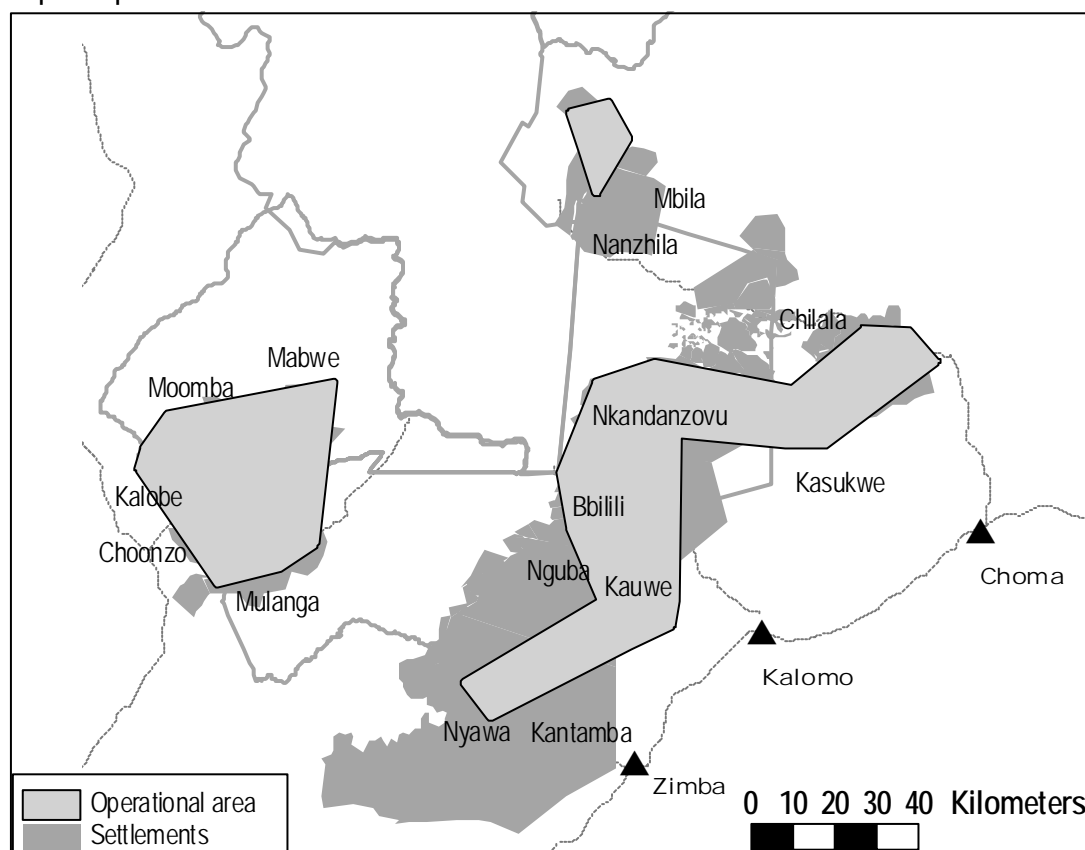 Mbila
Nanzhila
Chilala
Mabwe
Moomba
Nkandanzovu
Kasukwe
Kalobe
Bbilili
Choonzo
Nguba
Choma
Kauwe
Mulanga
Kalomo
Nyawa
Kantamba
Zimba
0 10 20 30 40 Kilometers
Operational area
Settlements